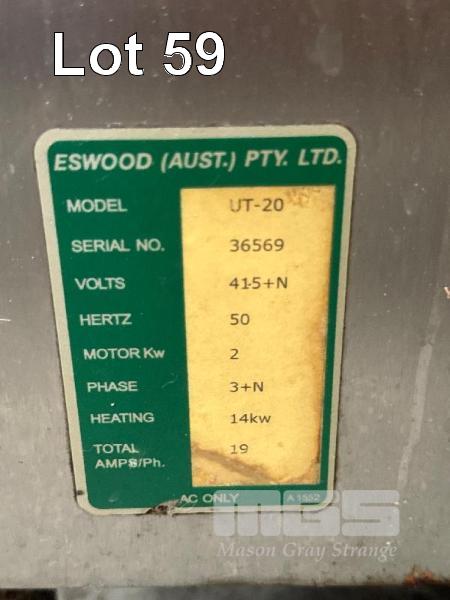 Lot 59
ESWOOD (AUST.) PTY. LTD.
MODEL UT-20
SERIAL NO. 36569
VOLTS 415+N
HERTZ 50
MOTOR Kw 2
PHASE 3+N
HEATING 14kw
TOTAL AMPS/Ph. 19
AC ONLY A 1552
MGS
Mason Gray Strange